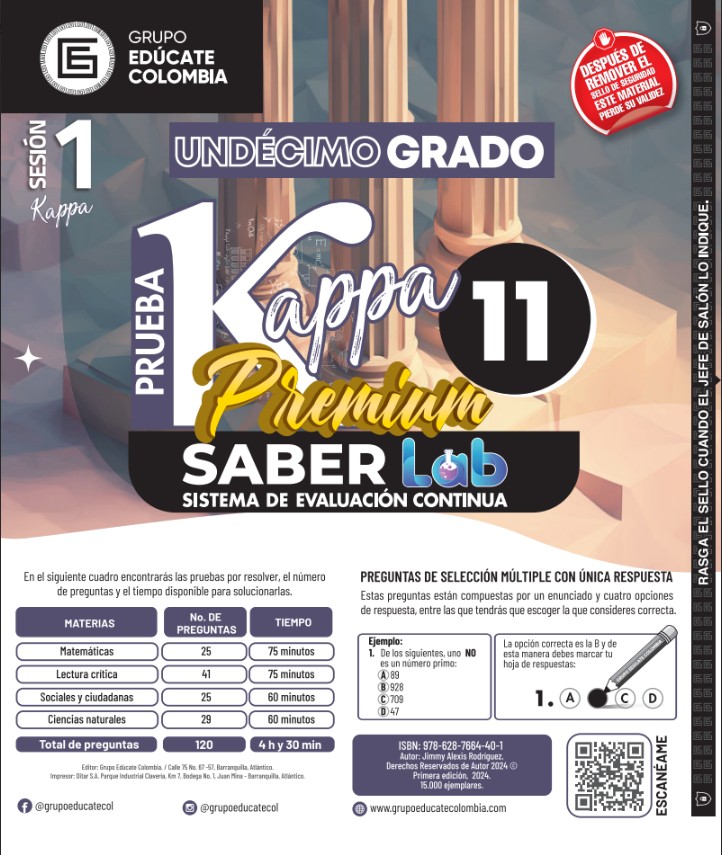 GRUPO
EDÚCATE
COLOMBIA
DESPUÉS DE
REMOVER EL
SELLO DE SEGURIDAD
ESTE MATERIAL
PIERDE SU VALIDEZ
SESIÓN 1
Kappa
UNDÉCIMO GRADO
PRUEBA
Kappa 11
Premium
SABER Lab
SISTEMA DE EVALUACIÓN CONTINUA
RASGA EL SELLO CUANDO EL JEFE DE SALÓN LO INDIQUE.
En el siguiente cuadro encontrarás las pruebas por resolver, el número
de preguntas y el tiempo disponible para solucionarlas.
MATERIAS No. DE PREGUNTAS TIEMPO
Matemáticas 25 75 minutos
Lectura crítica 41 75 minutos
Sociales y ciudadanas 25 60 minutos
Ciencias naturales 29 60 minutos
Total de preguntas 120 4 h y 30 min
Editor: Grupo Edúcate Colombia. / Calle 75 No. 67 -57. Barranquilla, Atlántico.
Impresor: Ditar S.A. Parque Industrial Clavería, Km 7, Bodega No. 1, Juan Mina - Barranquilla, Atlántico.
@grupoeducatecol
@grupoeducatecol
PREGUNTAS DE SELECCIÓN MÚLTIPLE CON ÚNICA RESPUESTA
Estas preguntas están compuestas por un enunciado y cuatro opciones
de respuesta, entre las que tendrás que escoger la que consideres correcta.
Ejemplo:
1. De los siguientes, uno NO
es un número primo:
A 89
B 928
C 709
D 47
La opción correcta es la B y de
esta manera debes marcar tu
hoja de respuestas:
GRUPO EDÚCATE COLOMBIA
1. A C D
ISBN: 978-628-7664-40-1
Autor: Jimmy Alexis Rodríguez.
Derechos Reservados de Autor 2024 ©
Primera edición, 2024.
15.000 ejemplares.
ESCANÉAME
www.grupoeducatecolombia.com